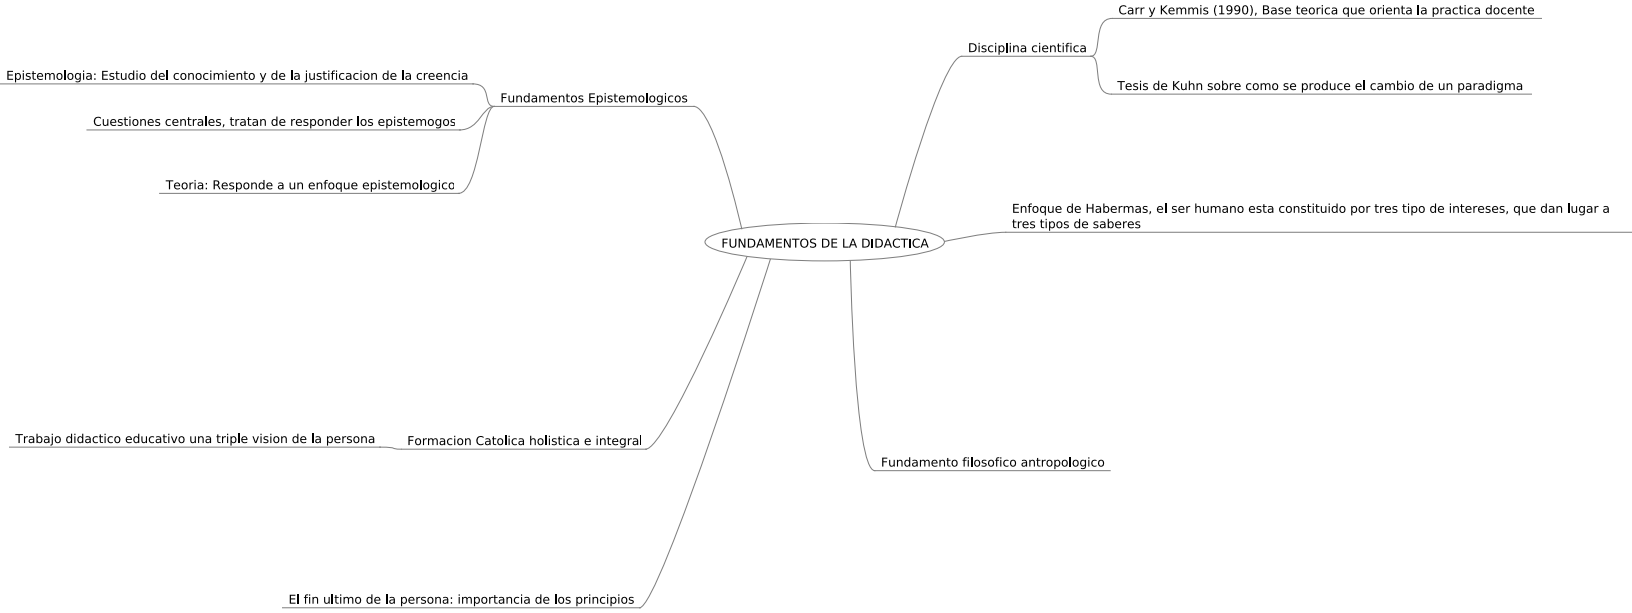 Carr y Kemmis (1990), Base teorica que orienta la practica docente
Disciplina cientifica
Tesis de Kuhn sobre como se produce el cambio de un paradigma
Epistemologia: Estudio del conocimiento y de la justificacion de la creencia
Fundamentos Epistemologicos
Cuestiones centrales, tratan de responder los epistemogos
Teoria: Responde a un enfoque epistemologico
Enfoque de Habermas, el ser humano esta constituido por tres tipo de intereses, que dan lugar a
tres tipos de saberes
FUNDAMENTOS DE LA DIDACTICA
Trabajo didactico educativo una triple vision de la persona
Formacion Catolica holistica e integral
Fundamento filosofico antropologico
El fin ultimo de la persona: importancia de los principios